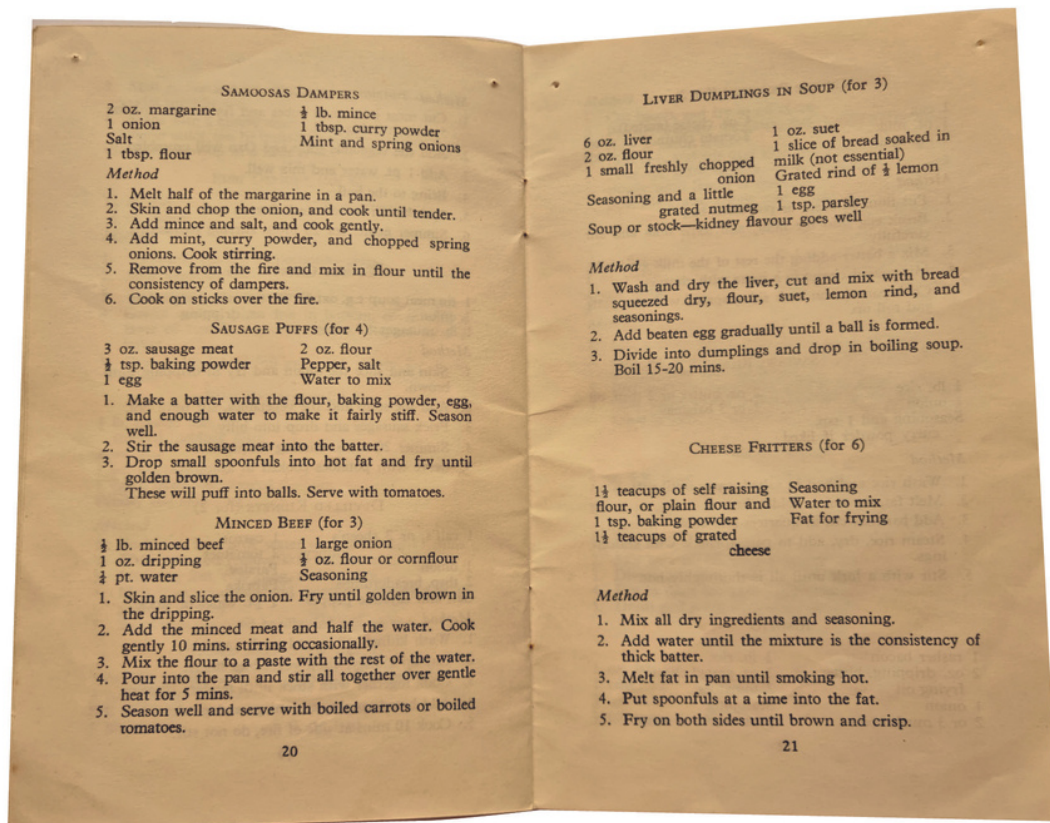 SAMOOSAS DAMPERS
2 oz. margarine
1 onion
Salt
1 tbsp. flour
½ lb. mince
1 tbsp. curry powder
Mint and spring onions
Method
1. Melt half of the margarine in a pan.
2. Skin and chop the onion, and cook until tender.
3. Add mince and salt, and cook gently.
4. Add mint, curry powder, and chopped spring
onions. Cook stirring.
5. Remove from the fire and mix in flour until the
consistency of dampers.
6. Cook on sticks over the fire.
SAUSAGE PUFFS (for 4)
3 oz. sausage meat
½ tsp. baking powder
1 egg
2 oz. flour
Pepper, salt
Water to mix
1. Make a batter with the flour, baking powder, egg,
and enough water to make it fairly stiff. Season
well.
2. Stir the sausage meat into the batter.
3. Drop small spoonfuls into hot fat and fry until
golden brown.
These will puff into balls. Serve with tomatoes.
MINCED BEEF (for 3)
½ lb. minced beef
1 oz. dripping
pt. water
1 large onion
½ oz. flour or cornflour
Seasoning
1. Skin and slice the onion. Fry until golden brown in
the dripping.
2. Add the minced meat and half the water. Cook
gently 10 mins. stirring occasionally.
3. Mix the flour to a paste with the rest of the water.
4. Pour into the pan and stir all together over gentle
heat for 5 mins.
5. Season well and serve with boiled carrots or boiled
tomatoes.
20
LIVER DUMPLINGS IN SOUP (for 3)
6 oz. liver
2 oz. flour
1 small freshly chopped
onion
Seasoning and a little
grated nutmeg
1 oz. suet
1 slice of bread soaked in
milk (not essential)
Grated rind of ½ lemon
1 egg
1 tsp. parsley
Soup or stock—kidney flavour goes well
Method
1. Wash and dry the liver, cut and mix with bread
squeezed dry, flour, suet, lemon rind, and
seasonings.
2. Add beaten egg gradually until a ball is formed.
3. Divide into dumplings and drop in boiling soup.
Boil 15-20 mins.
CHEESE FRITTERS (for 6)
1½ teacups of self raising
flour, or plain flour and
1 tsp. baking powder
1½ teacups of grated
cheese
Seasoning
Water to mix
Fat for frying
Method
1. Mix all dry ingredients and seasoning.
2. Add water until the mixture is the consistency of
thick batter.
3. Melt fat in pan until smoking hot.
4. Put spoonfuls at a time into the fat.
5. Fry on both sides until brown and crisp.
21